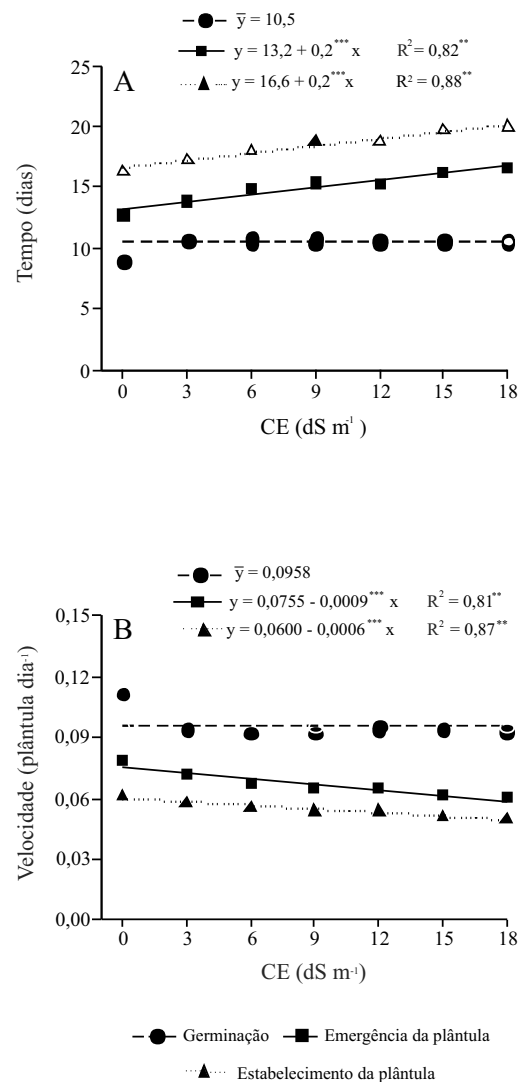 ȳ = 10,5
y = 13,2 + 0,2*** x R² = 0,82**
y = 16,6 + 0,2*** x R² = 0,88**
A
25
20
15
10
5
0
Tempo (dias)
0 3 6 9 12 15 18
CE (dS m⁻¹)
ȳ = 0,0958
y = 0,0755 - 0,0009*** x R² = 0,81**
y = 0,0600 - 0,0006*** x R² = 0,87**
B
0,15
0,12
0,09
0,06
0,03
0,00
Velocidade (plântula dia⁻¹)
0 3 6 9 12 15 18
CE (dS m⁻¹)
Germinação Emergência da plântula
Estabelecimento da plântula